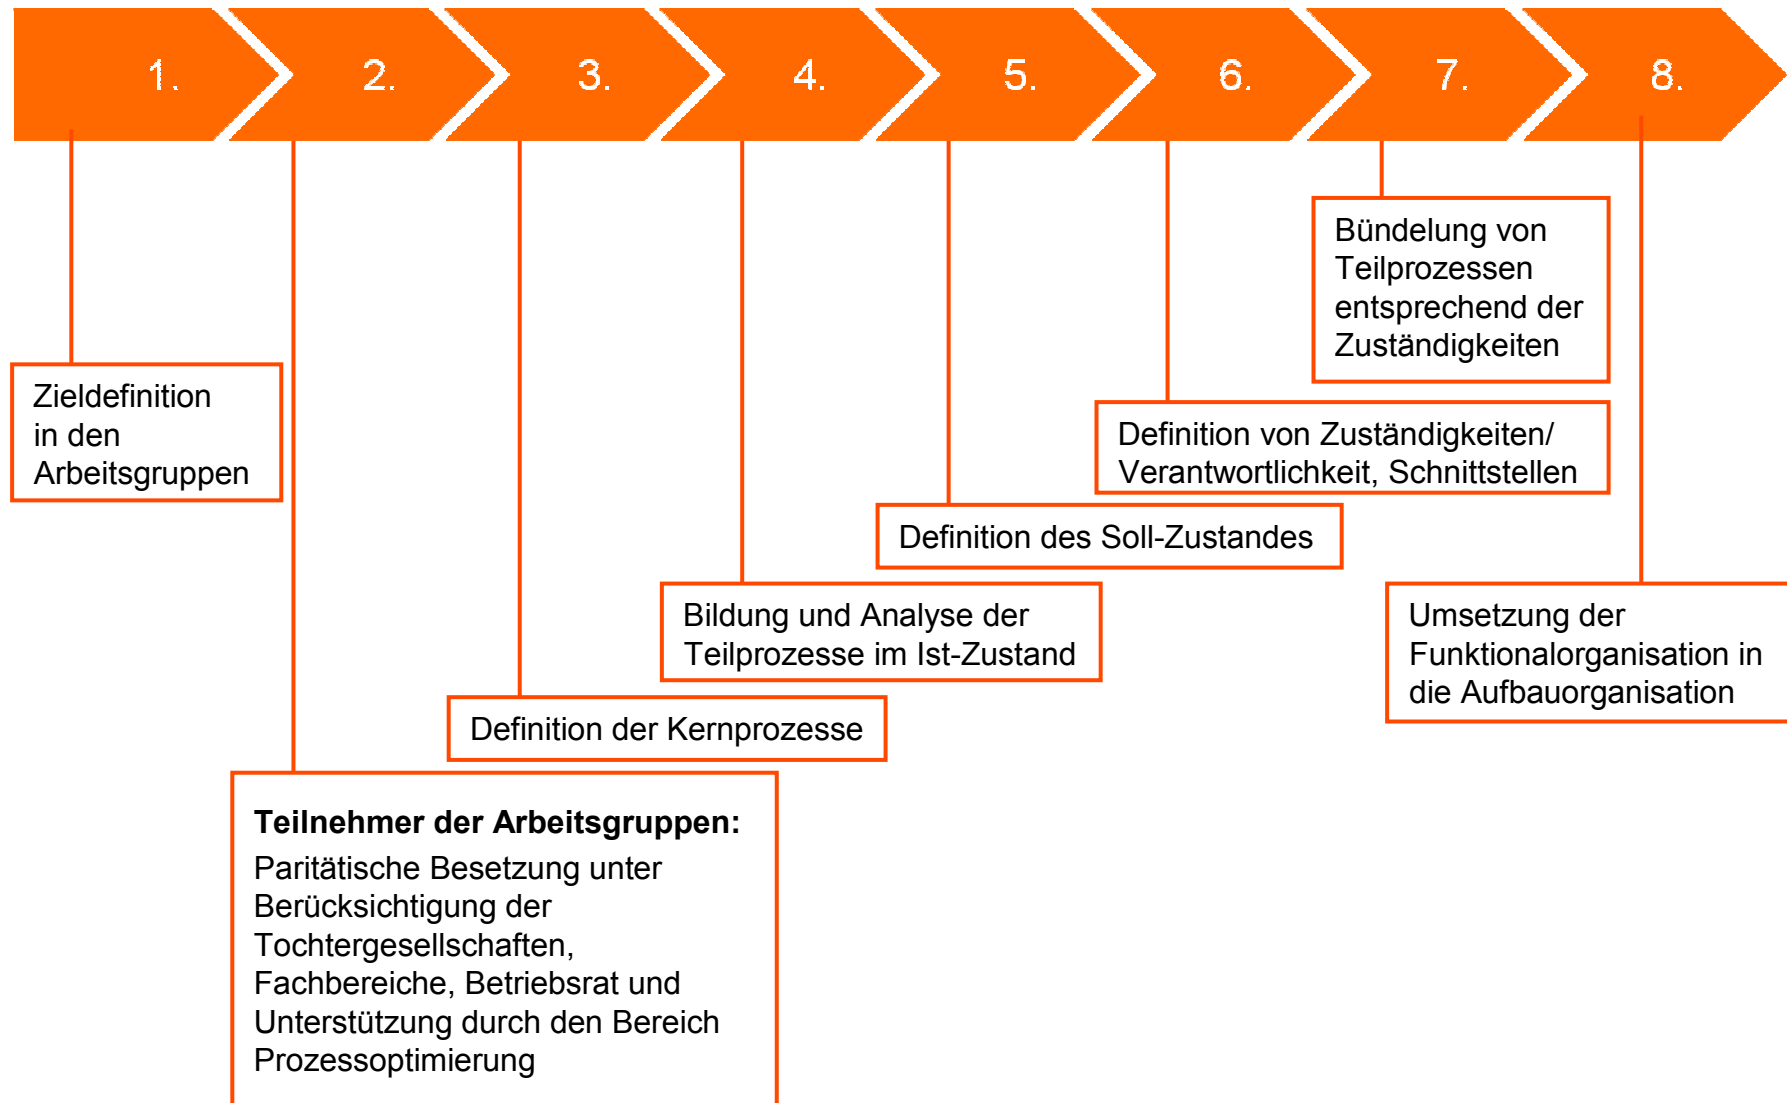 1.
2.
3.
4.
5.
6.
7.
8.
Zieldefinition
in den
Arbeitsgruppen
Teilnehmer der Arbeitsgruppen:
Paritätische Besetzung unter
Berücksichtigung der
Tochtergesellschaften,
Fachbereiche, Betriebsrat und
Unterstützung durch den Bereich
Prozessoptimierung
Definition der Kernprozesse
Bildung und Analyse der
Teilprozesse im Ist-Zustand
Definition des Soll-Zustandes
Definition von Zuständigkeiten/
Verantwortlichkeit, Schnittstellen
Bündelung von
Teilprozessen
entsprechend der
Zuständigkeiten
Umsetzung der
Funktionalorganisation in
die Aufbauorganisation